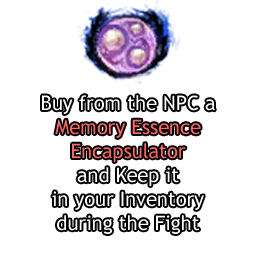 Buy from the NPC a
Memory Essence
Encapsulator
and Keep it
in your Inventory
during the Fight